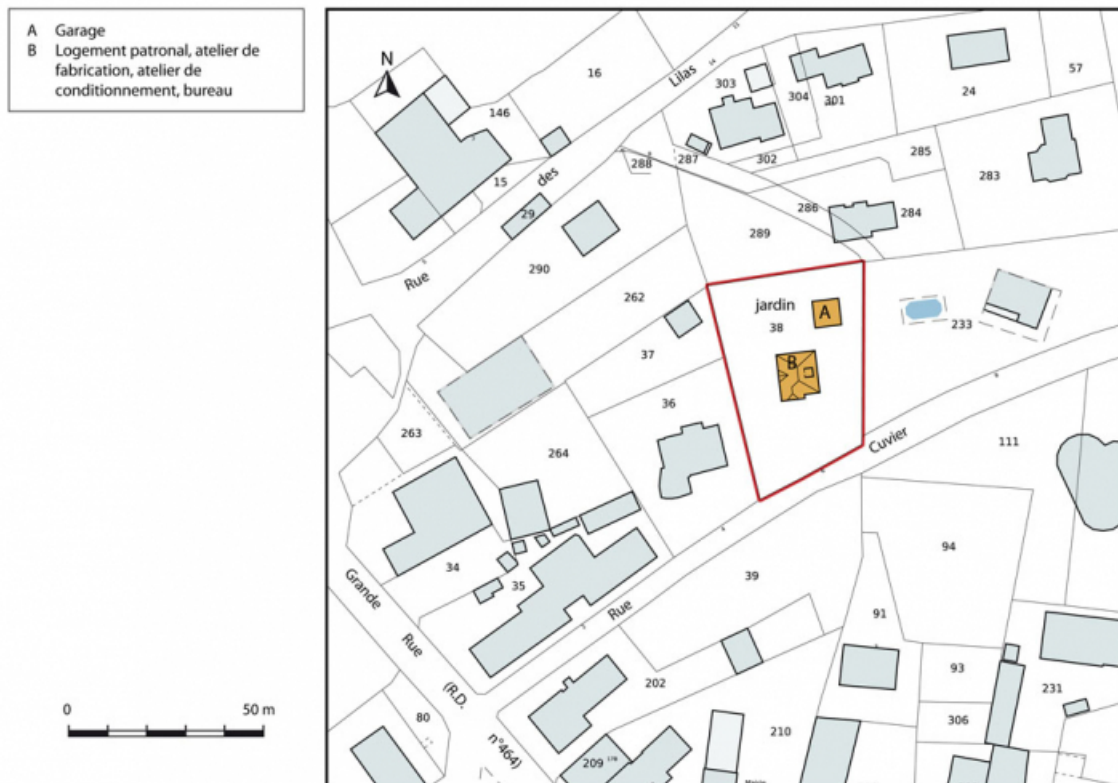 A Garage
B Logement patronal, atelier de
fabrication, atelier de
conditionnement, bureau
0 50 m
N
16
Lilas
303
304
301
24
57
146
288
287
302
285
283
15
des
29
286
284
289
Rue
290
262
jardin
A
38
233
37
B
36
Cuvier
263
264
111
34
35
94
Grande
39
Rue
91
Rue
93
202
231
(R.D.
80
306
n°464)
210
209